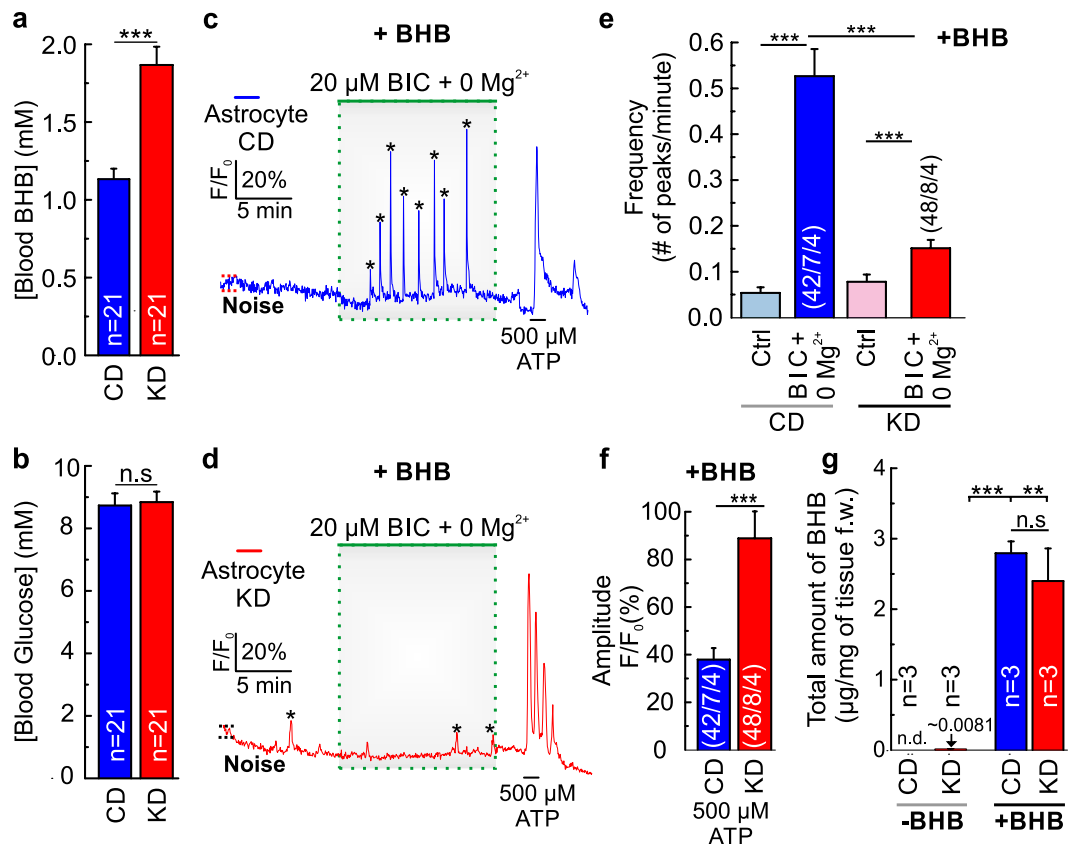 a
***
[Blood BHB] (mM)
2.0
1.5
1.0
0.5
0.0
n=21
n=21
CD
KD
b
n.s
[Blood Glucose] (mM)
10
8
6
4
2
0
n=21
n=21
CD
KD
c
+ BHB
20 µM BIC + 0 Mg²⁺
Astrocyte
CD
F/F₀
20%
5 min
* * * * * * * *
Noise
500 µM
ATP
d
+ BHB
20 µM BIC + 0 Mg²⁺
Astrocyte
KD
F/F₀
20%
5 min
* * *
Noise
500 µM
ATP
e
+BHB
*** ***
***
Frequency
(# of peaks/minute)
0.6
0.5
0.4
0.3
0.2
0.1
0.0
(42/7/4)
(48/8/4)
Ctrl
BIC+
0 Mg²⁺
Ctrl
BIC+
0 Mg²⁺
CD
KD
f
+BHB
***
Amplitude
F/F₀(%)
100
80
60
40
20
0
(42/7/4)
(48/8/4)
CD
KD
500 µM
ATP
g
*** **
n.s
Total amount of BHB
(µg/mg of tissue f.w.)
4
3
2
1
0
n=3
n=3
n=3
n=3
n.d.
~0.0081
CD
KD
CD
KD
-BHB
+BHB